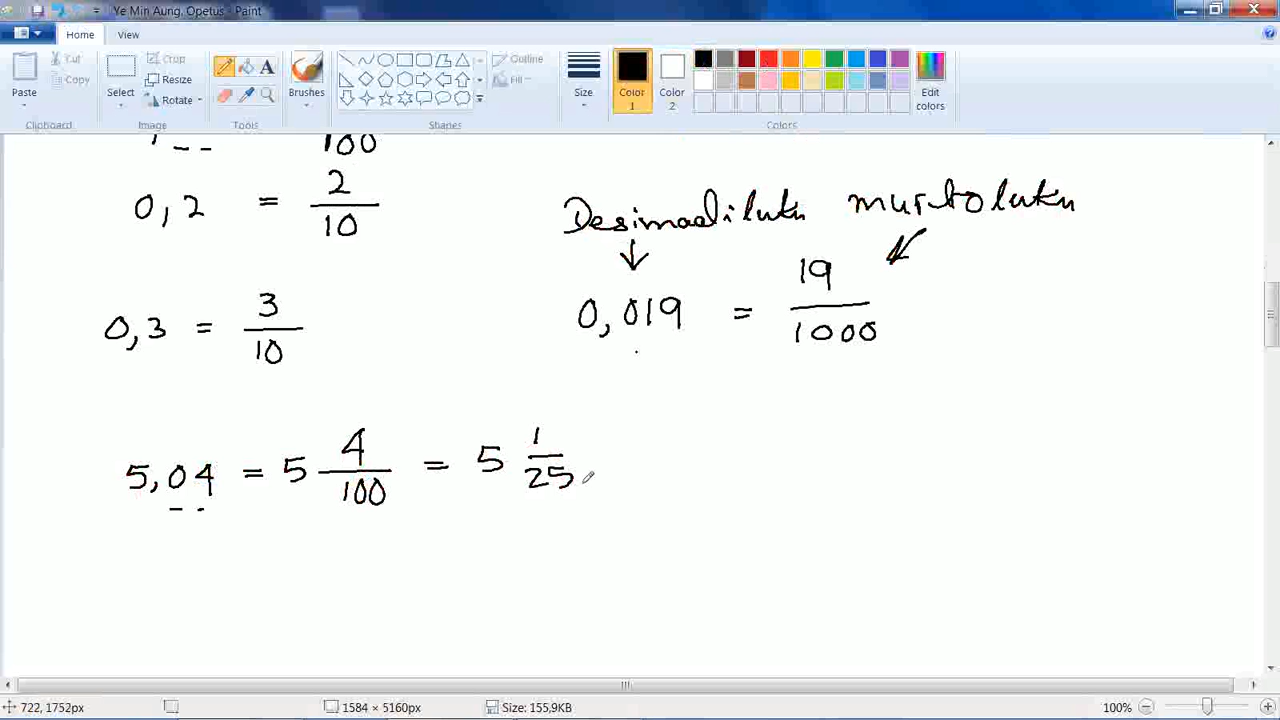 Ye Min Aung, Opetus - Paint
Home View
Paste
Cut
Copy
Clipboard
Select
Crop
Resize
Rotate
Image
Tools
Brushes
Shapes
Outline
Fill
Size
Color 1
Color 2
Edit colors
Colors
100
0,2 = 2/10
Desimaaliluku murtoluku
0,019 = 19/1000
0,3 = 3/10
5,04 = 5 4/100 = 5 1/25
722, 1752px
1584 × 5160px
Size: 155,9KB
100%